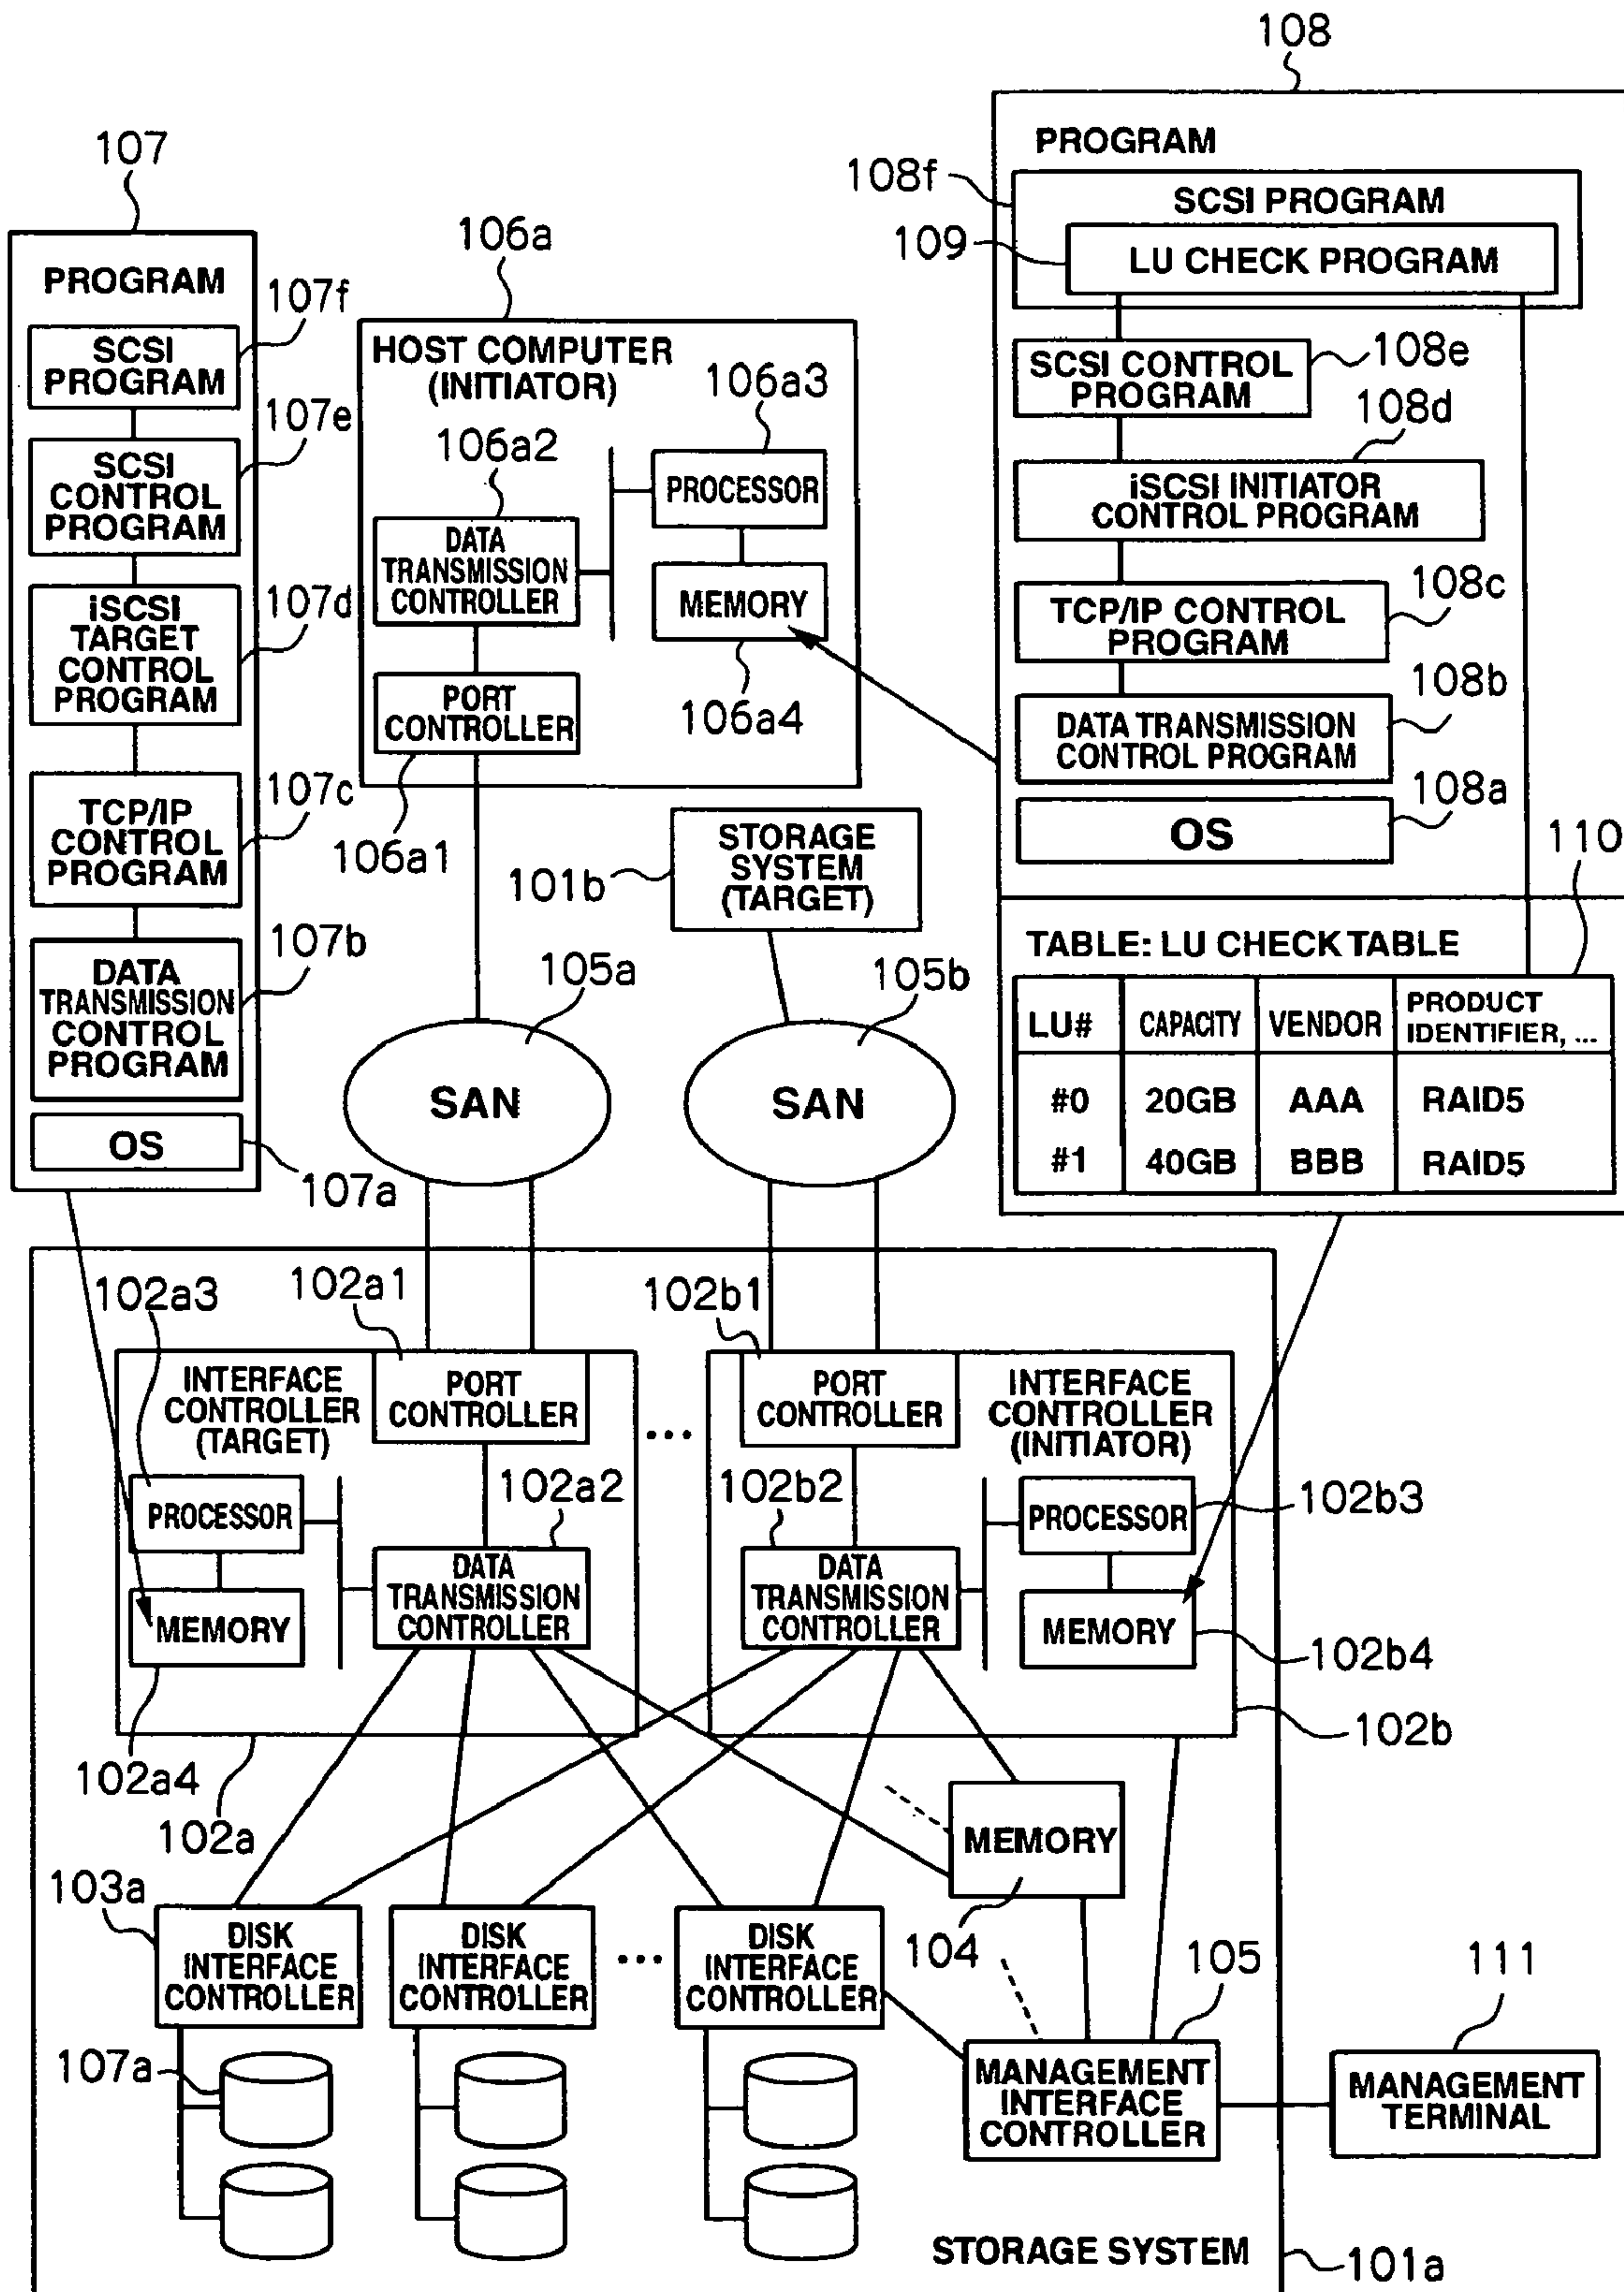 108
PROGRAM
108f
SCSI PROGRAM
109
LU CHECK PROGRAM
SCSI CONTROL
PROGRAM
108e
iSCSI INITIATOR
CONTROL PROGRAM
108d
TCP/IP CONTROL
PROGRAM
108c
DATA TRANSMISSION
CONTROL PROGRAM
108b
OS
108a
110
TABLE: LU CHECK TABLE
LU#
CAPACITY
VENDOR
PRODUCT
IDENTIFIER, ...
#0 20GB AAA RAID5
#1 40GB BBB RAID5
107
PROGRAM
107f
SCSI
PROGRAM
107e
SCSI
CONTROL
PROGRAM
107d
iSCSI
TARGET
CONTROL
PROGRAM
107c
TCP/IP
CONTROL
PROGRAM
107b
DATA
TRANSMISSION
CONTROL
PROGRAM
OS
107a
106a
HOST COMPUTER
(INITIATOR)
106a3
106a2
PROCESSOR
DATA
TRANSMISSION
CONTROLLER
MEMORY
106a4
PORT
CONTROLLER
106a1
STORAGE
SYSTEM
(TARGET)
101b
105a
SAN
105b
SAN
102a3
102a1
INTERFACE
CONTROLLER
(TARGET)
PORT
CONTROLLER
PROCESSOR
102a2
MEMORY
DATA
TRANSMISSION
CONTROLLER
102a4
102a
...
102b1
PORT
CONTROLLER
INTERFACE
CONTROLLER
(INITIATOR)
102b2
PROCESSOR
102b3
DATA
TRANSMISSION
CONTROLLER
MEMORY
102b4
102b
MEMORY
104
103a
DISK
INTERFACE
CONTROLLER
DISK
INTERFACE
CONTROLLER
...
DISK
INTERFACE
CONTROLLER
107a
105
MANAGEMENT
INTERFACE
CONTROLLER
111
MANAGEMENT
TERMINAL
STORAGE SYSTEM
101a